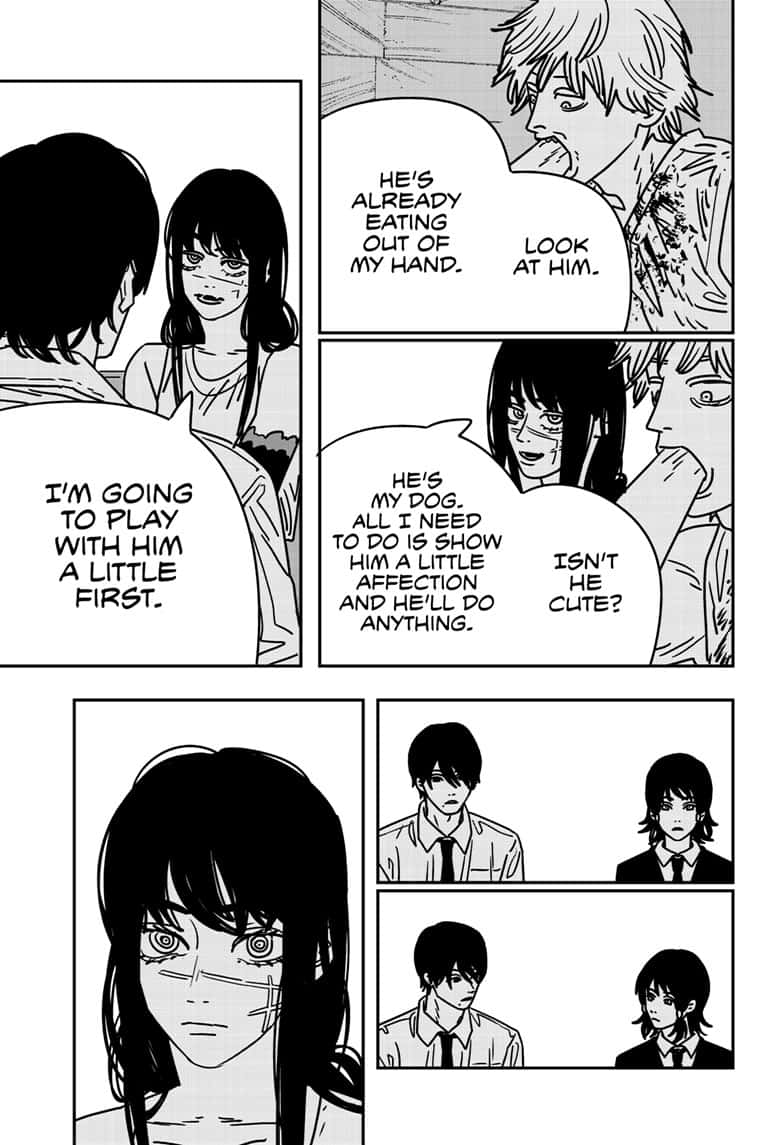 LOOK
AT HIM.
HE'S
ALREADY
EATING
OUT OF
MY HAND.
ISN'T
HE
CUTE?
HE'S
MY DOG.
ALL I NEED
TO DO IS SHOW
HIM A LITTLE
AFFECTION
AND HE'LL DO
ANYTHING.
I'M GOING
TO PLAY
WITH HIM
A LITTLE
FIRST.